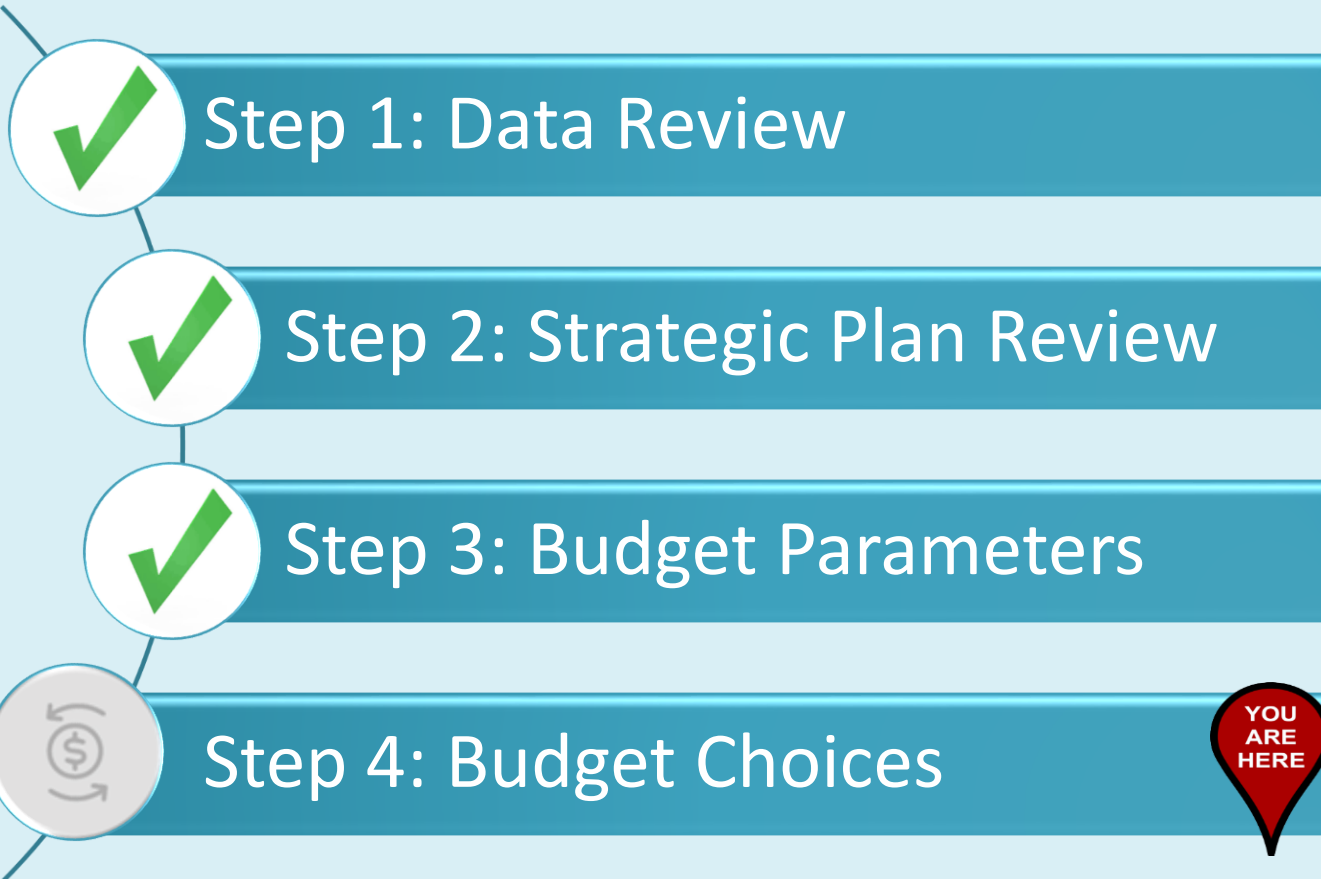 Step 1: Data Review
Step 2: Strategic Plan Review
Step 3: Budget Parameters
$
Step 4: Budget Choices
YOU
ARE
HERE